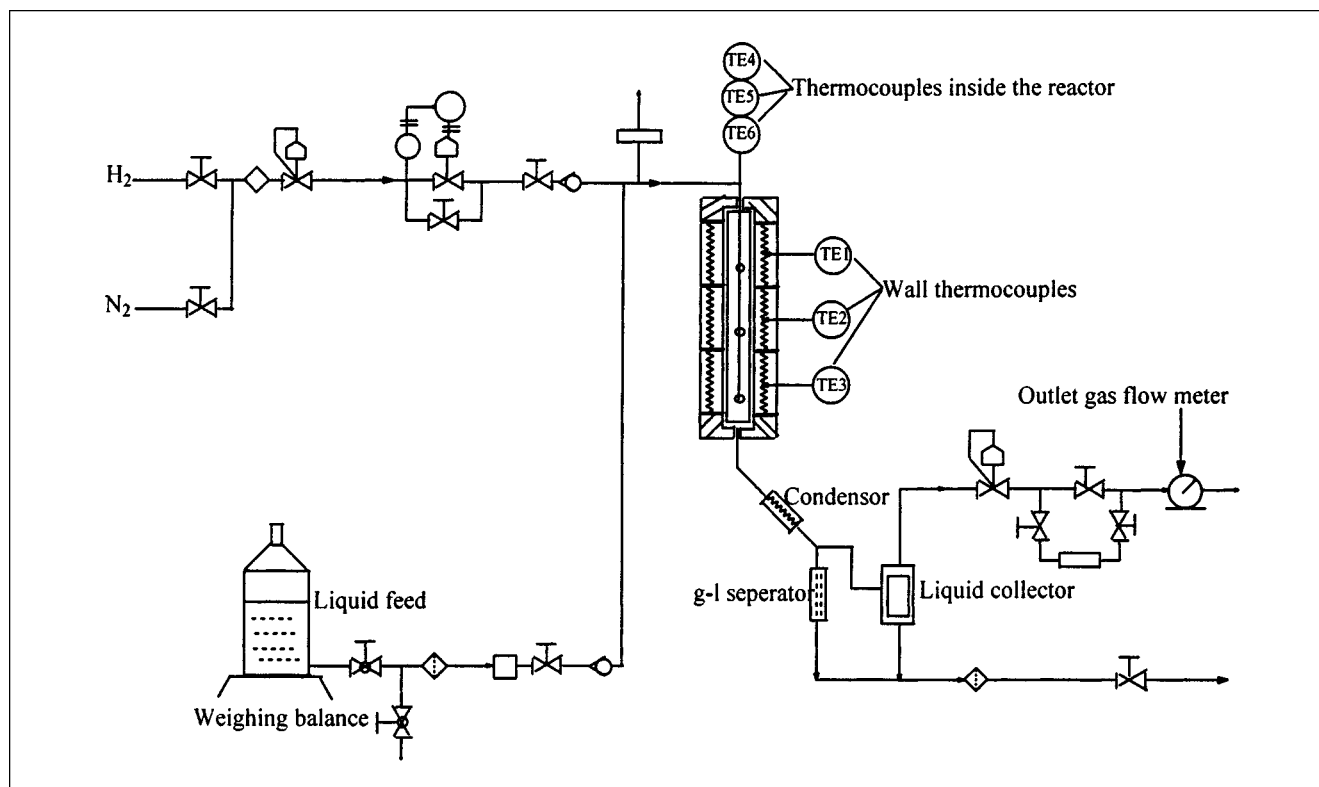 TE4
TE5
TE6
Thermocouples inside the reactor
H₂
N₂
TE1
TE2
TE3
Wall thermocouples
Outlet gas flow meter
Condensor
g-l seperator
Liquid collector
Liquid feed
Weighing balance